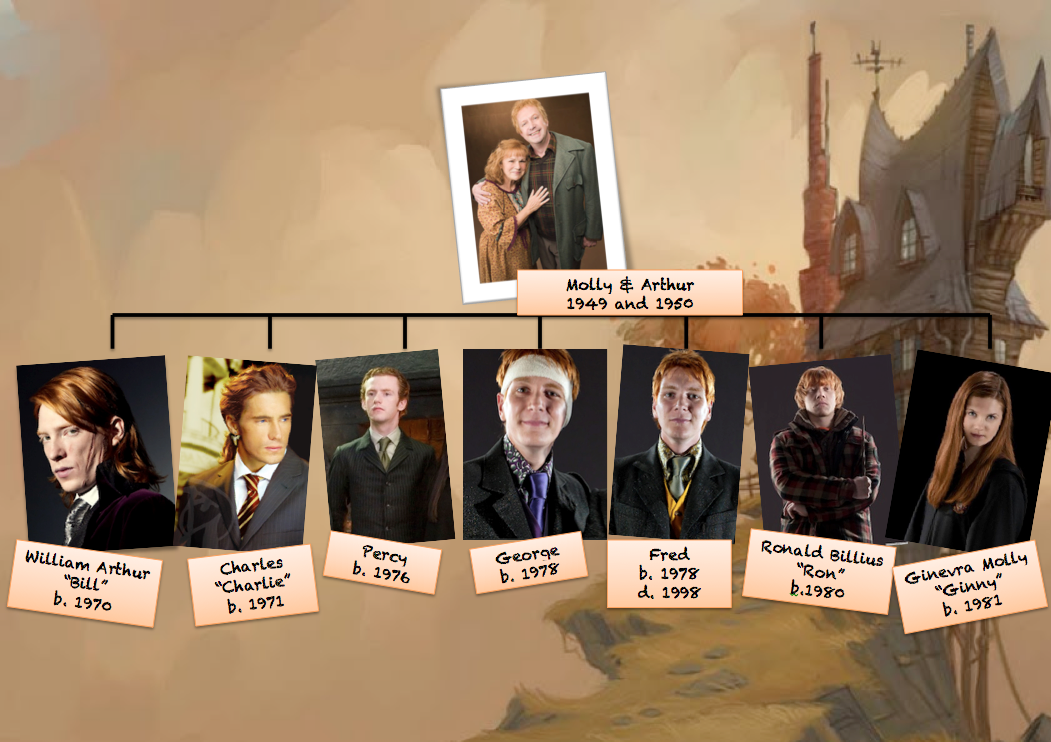 Molly & Arthur
1949 and 1950
William Arthur
"Bill"
b. 1970
Charles
"Charlie"
b. 1971
Percy
b. 1976
George
b. 1978
Fred
b. 1978
d. 1998
Ronald Billius
"Ron"
b.1980
Ginevra Molly
"Ginny"
b. 1981